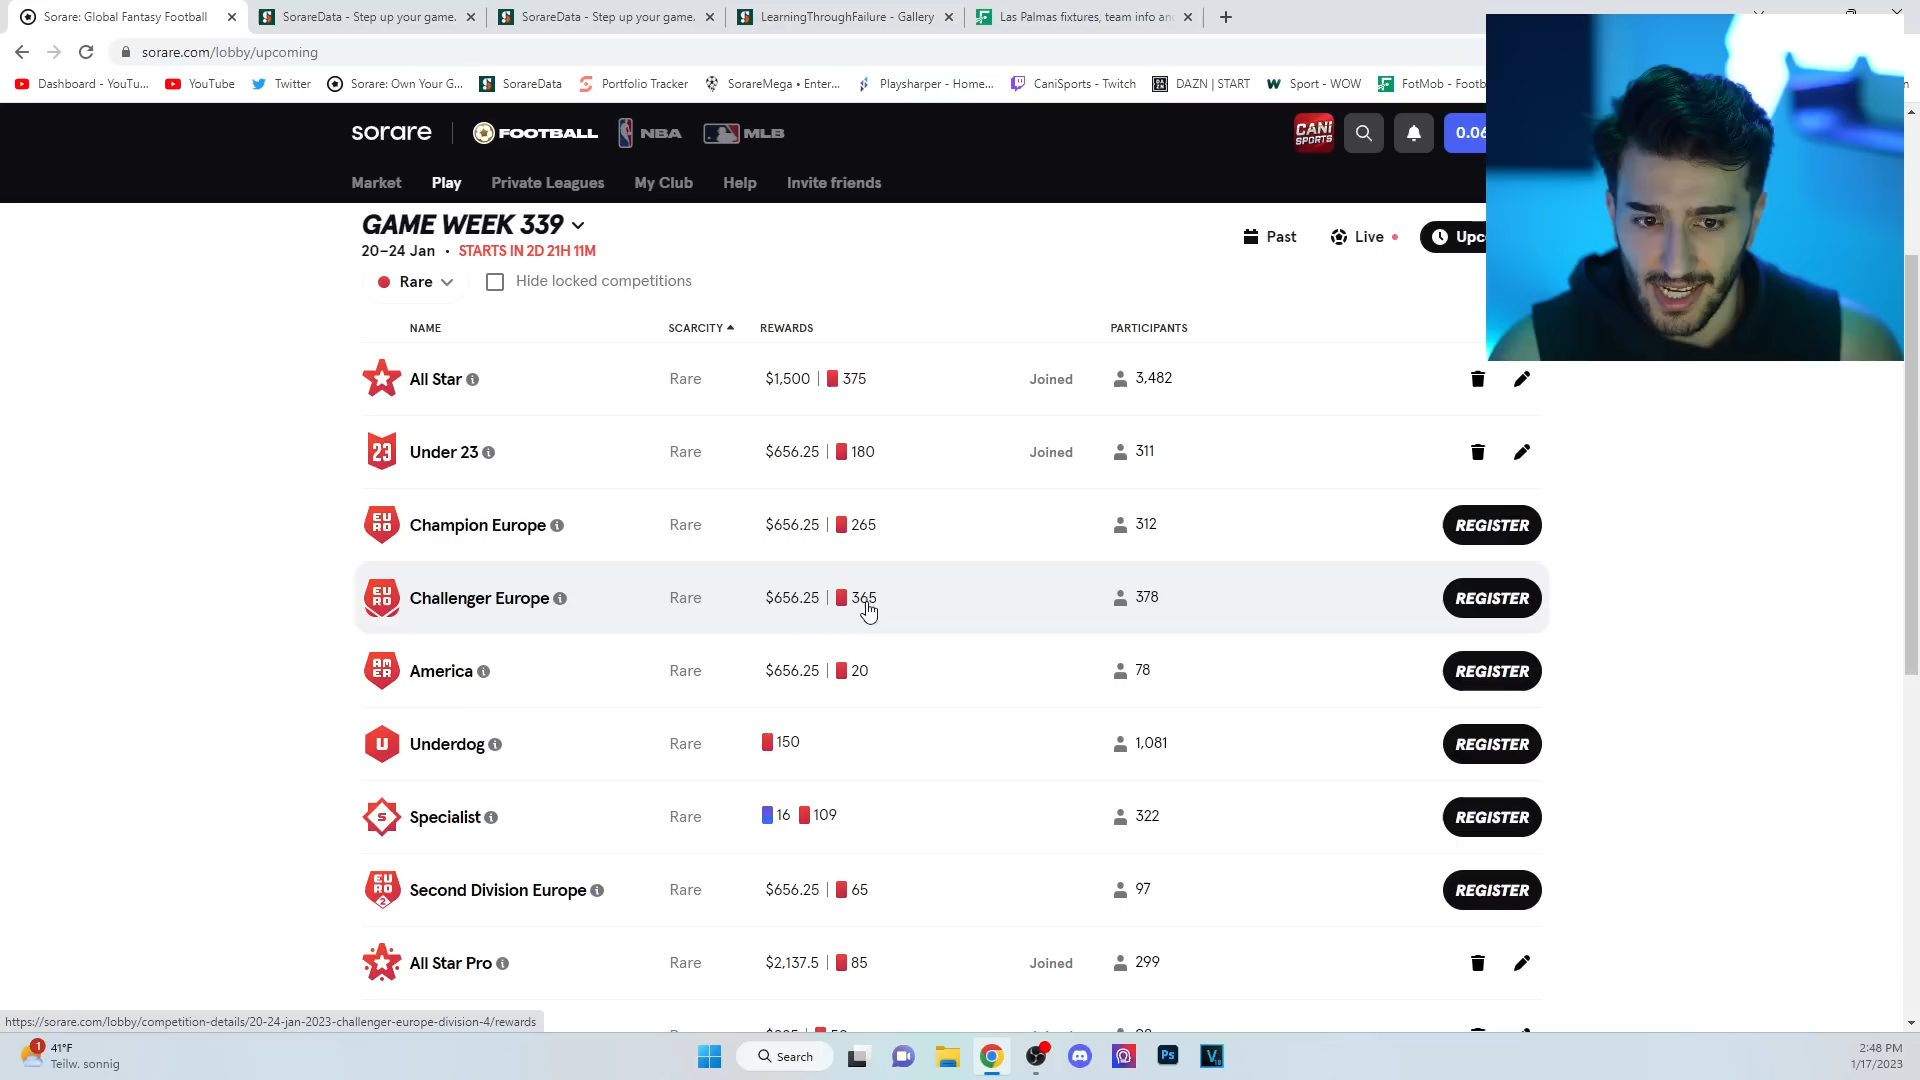 Sorare: Global Fantasy Football
SorareData - Step up your game.
SorareData - Step up your game.
LearningThroughFailure - Gallery
Las Palmas fixtures, team info an
sorare.com/lobby/upcoming
Dashboard - YouTu...
YouTube
Twitter
Sorare: Own Your G...
SorareData
Portfolio Tracker
SorareMega • Enter...
Playsharper - Home...
CaniSports - Twitch
DAZN | START
Sport - WOW
FotMob - Footb
sorare
FOOTBALL
NBA
MLB
CANI
SPORTS
0.06
Market
Play
Private Leagues
My Club
Help
Invite friends
GAME WEEK 339
20–24 Jan • STARTS IN 2D 21H 11M
Past
Live
Upc
Rare
Hide locked competitions
NAME SCARCITY REWARDS PARTICIPANTS
All Star Rare $1,500 | 375 Joined 3,482
23 Under 23 Rare $656.25 | 180 Joined 311
EURO Champion Europe Rare $656.25 | 265 312 REGISTER
EURO Challenger Europe Rare $656.25 | 365 378 REGISTER
AMER America Rare $656.25 | 20 78 REGISTER
U Underdog Rare 150 1,081 REGISTER
S Specialist Rare 16 109 322 REGISTER
EURO 2 Second Division Europe Rare $656.25 | 65 97 REGISTER
All Star Pro Rare $2,137.5 | 85 Joined 299
https://sorare.com/lobby/competition-details/20-24-jan-2023-challenger-europe-division-4/rewards
1
41°F
Teilw. sonnig
Search
Ps
V
2:48 PM
1/17/2023